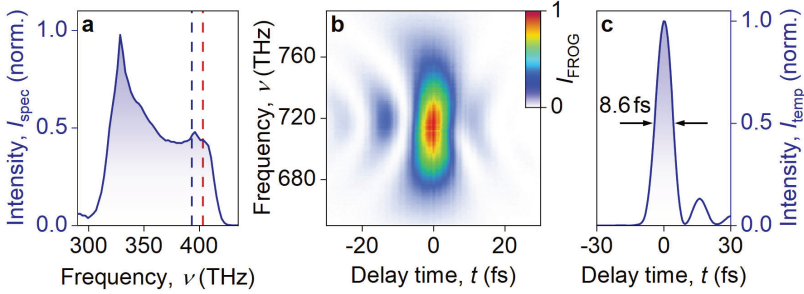 a
1.0
0.5
0.0
Intensity, I_spec (norm.)
300
350
400
Frequency, ν (THz)
b
760
720
680
Frequency, ν (THz)
1
0
I_FROG
-20
0
20
Delay time, t (fs)
c
8.6 fs
1.0
0.5
0.0
Intensity, I_temp (norm.)
-30
0
30
Delay time, t (fs)